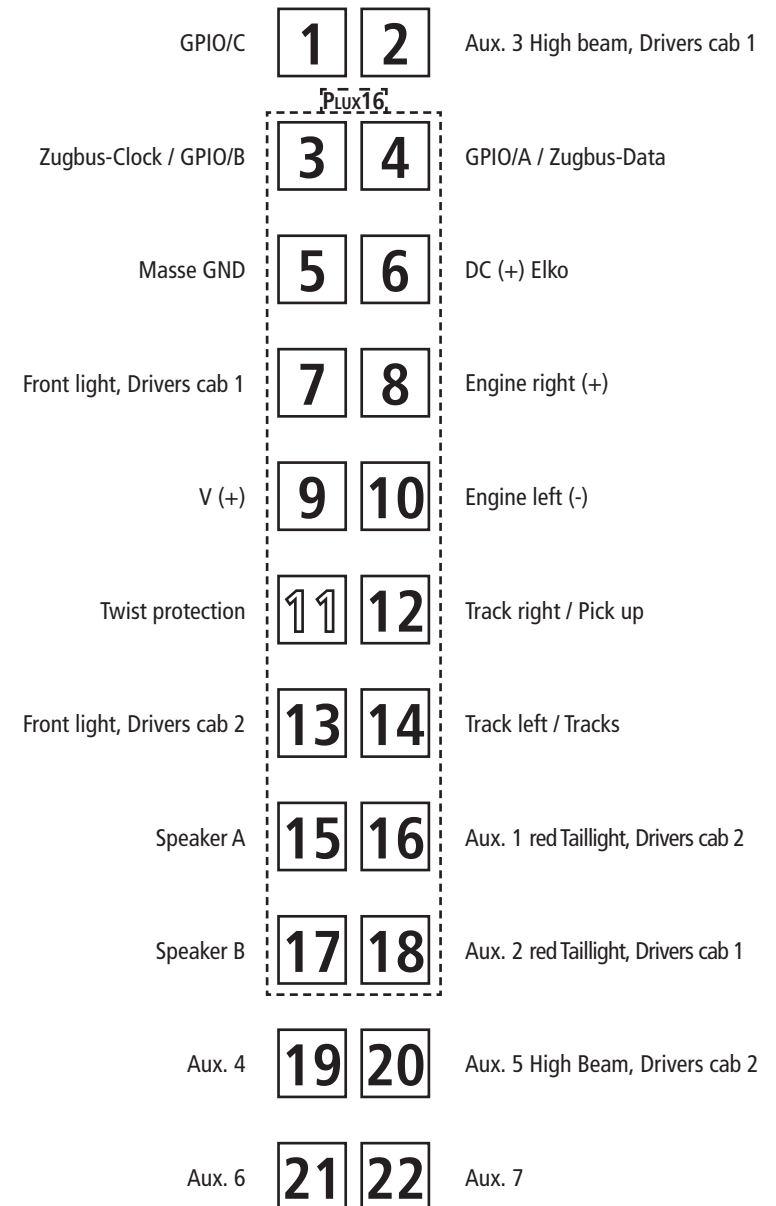 GPIO/C 1 2 Aux. 3 High beam, Drivers cab 1
PLUX16
Zugbus-Clock / GPIO/B 3 4 GPIO/A / Zugbus-Data
Masse GND 5 6 DC (+) Elko
Front light, Drivers cab 1 7 8 Engine right (+)
V (+) 9 10 Engine left (-)
Twist protection 11 12 Track right / Pick up
Front light, Drivers cab 2 13 14 Track left / Tracks
Speaker A 15 16 Aux. 1 red Taillight, Drivers cab 2
Speaker B 17 18 Aux. 2 red Taillight, Drivers cab 1
Aux. 4 19 20 Aux. 5 High Beam, Drivers cab 2
Aux. 6 21 22 Aux. 7